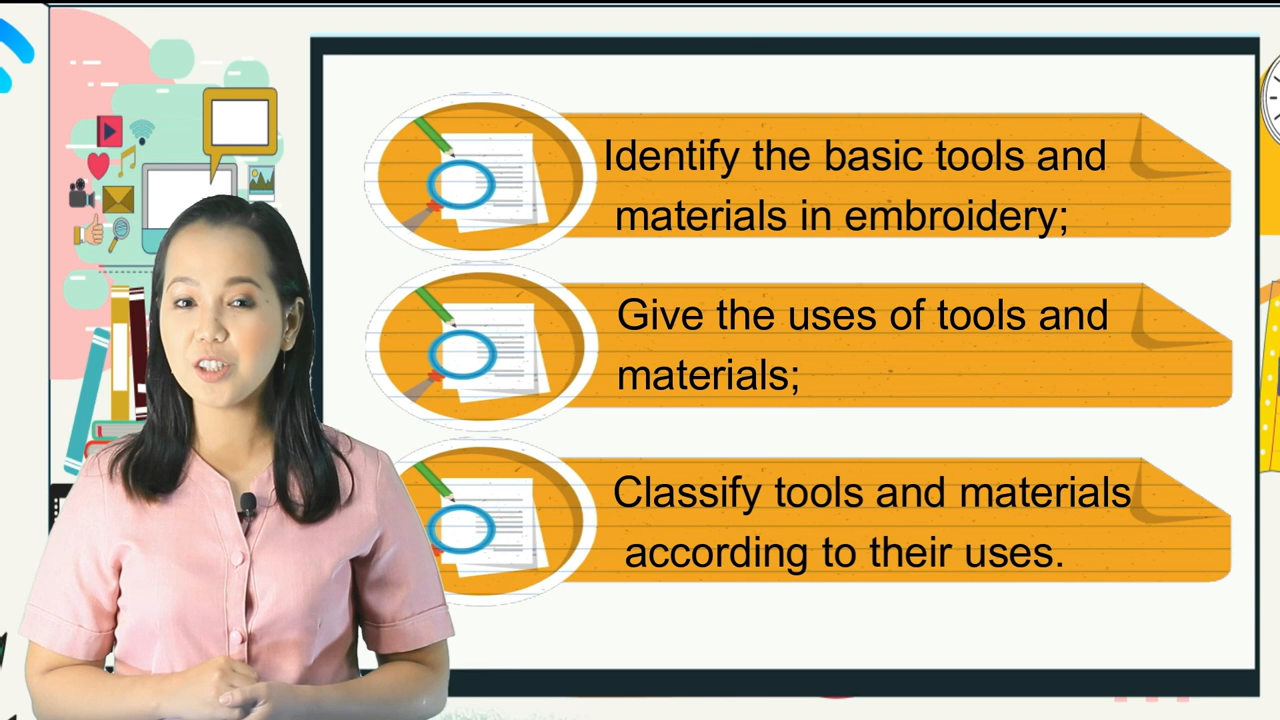 Identify the basic tools and
materials in embroidery;
Give the uses of tools and
materials;
Classify tools and materials
according to their uses.